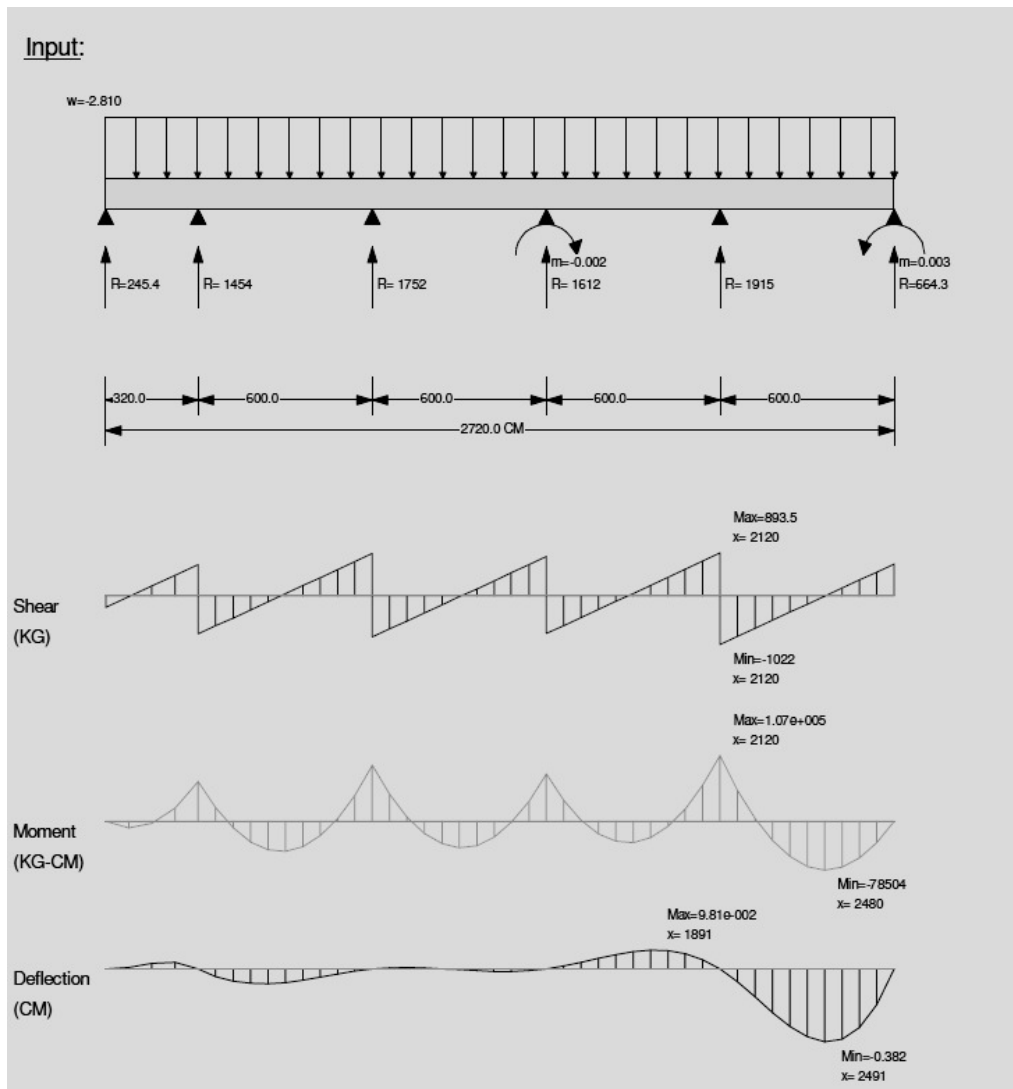 Input:
w=-2.810
m=-0.002
m=0.003
R=245.4
R= 1454
R= 1752
R= 1612
R= 1915
R=664.3
320.0
600.0
600.0
600.0
600.0
2720.0 CM
Max=893.5
x= 2120
Shear
(KG)
Min=-1022
x= 2120
Max=1.07e+005
x= 2120
Moment
(KG-CM)
Min=-78504
x= 2480
Max=9.81e-002
x= 1891
Deflection
(CM)
Min=-0.382
x= 2491